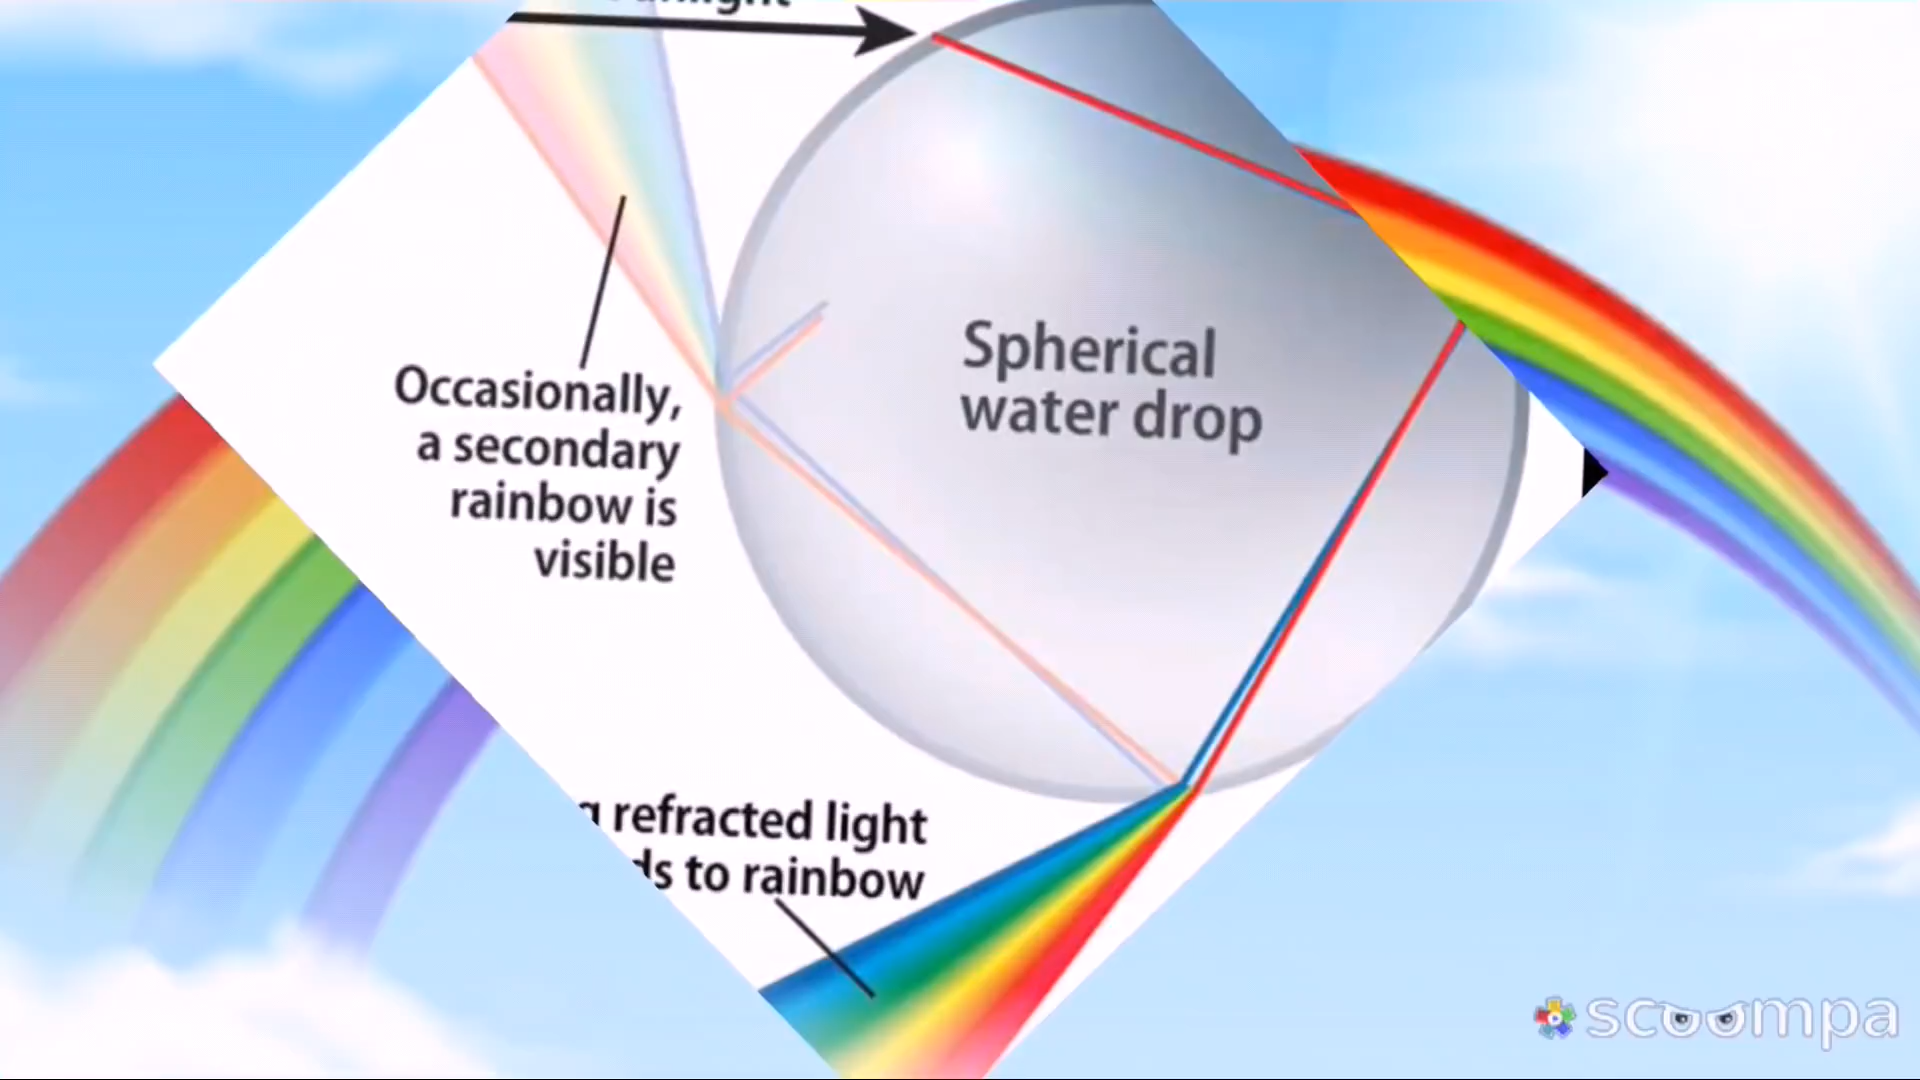 Occasionally,
a secondary
rainbow is
visible
Spherical
water drop
refracted light
to rainbow
scoompa